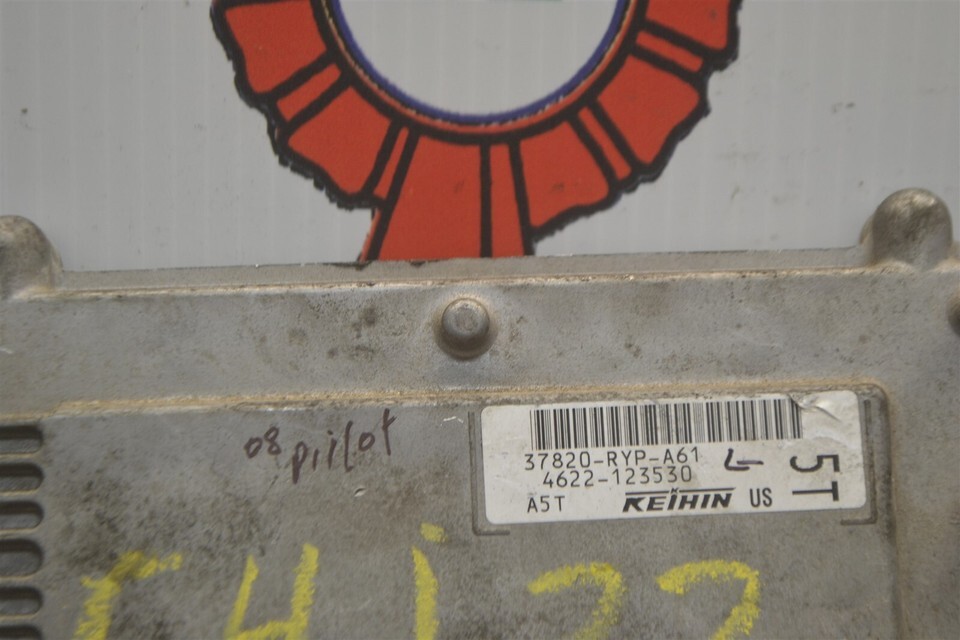 08 pilot
37820-RYP-A61
4622-123530
A5T
KEIHIN US
5T